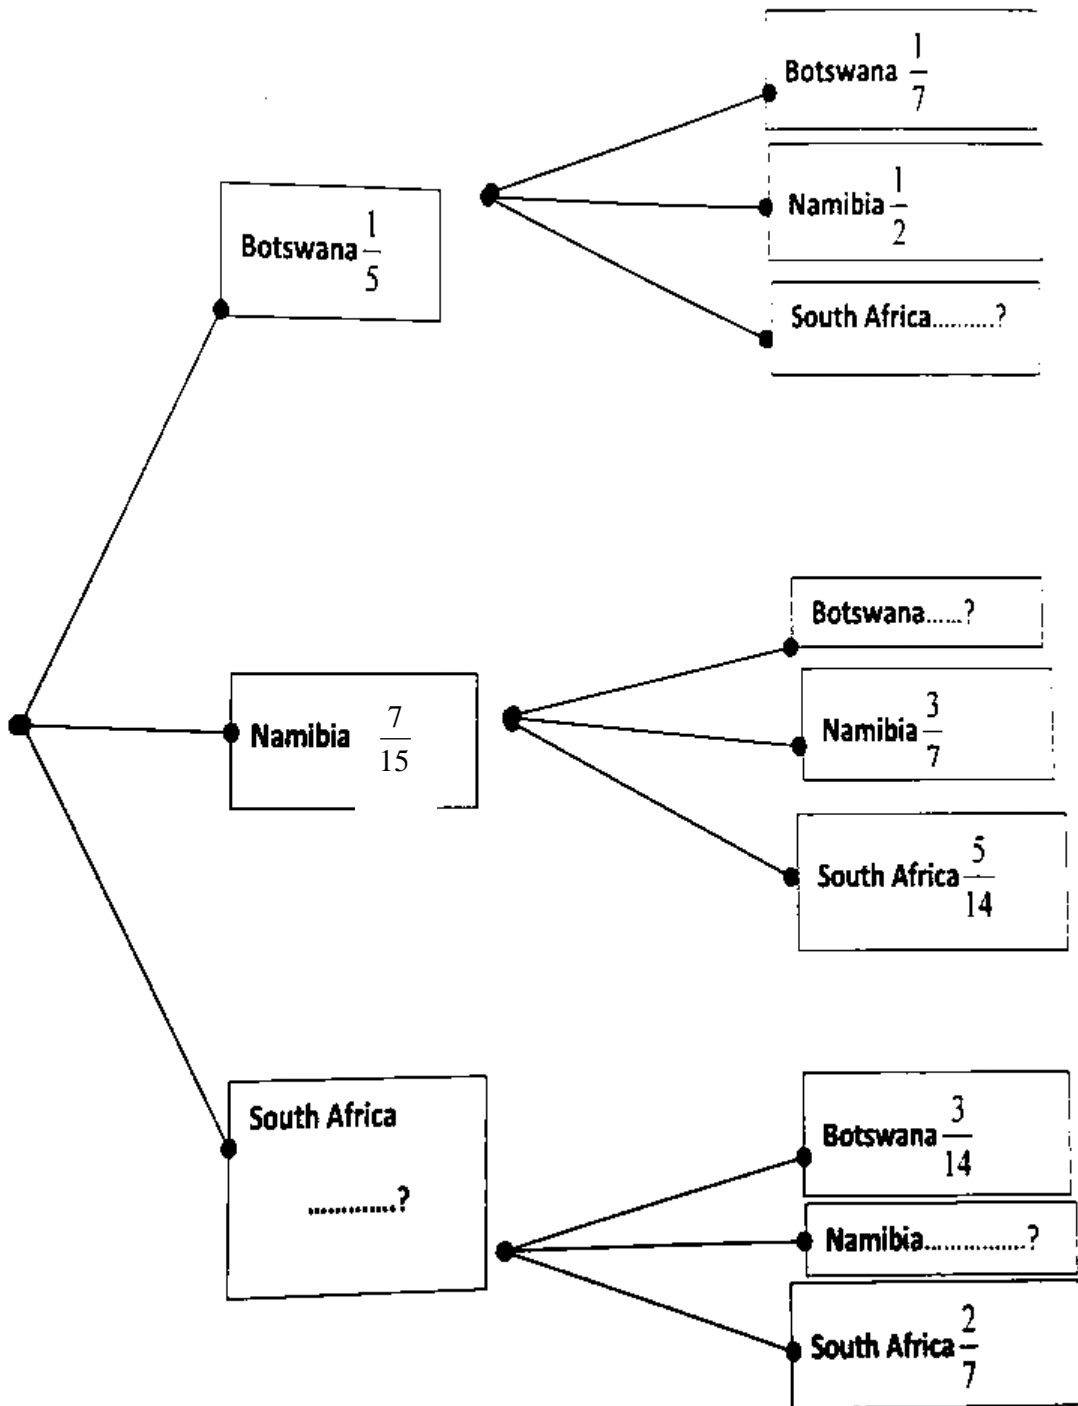 Botswana 1/5
Botswana 1/7
Namibia 1/2
South Africa..........?
Namibia 7/15
Botswana......?
Namibia 3/7
South Africa 5/14
South Africa
.............?
Botswana 3/14
Namibia................?
South Africa 2/7